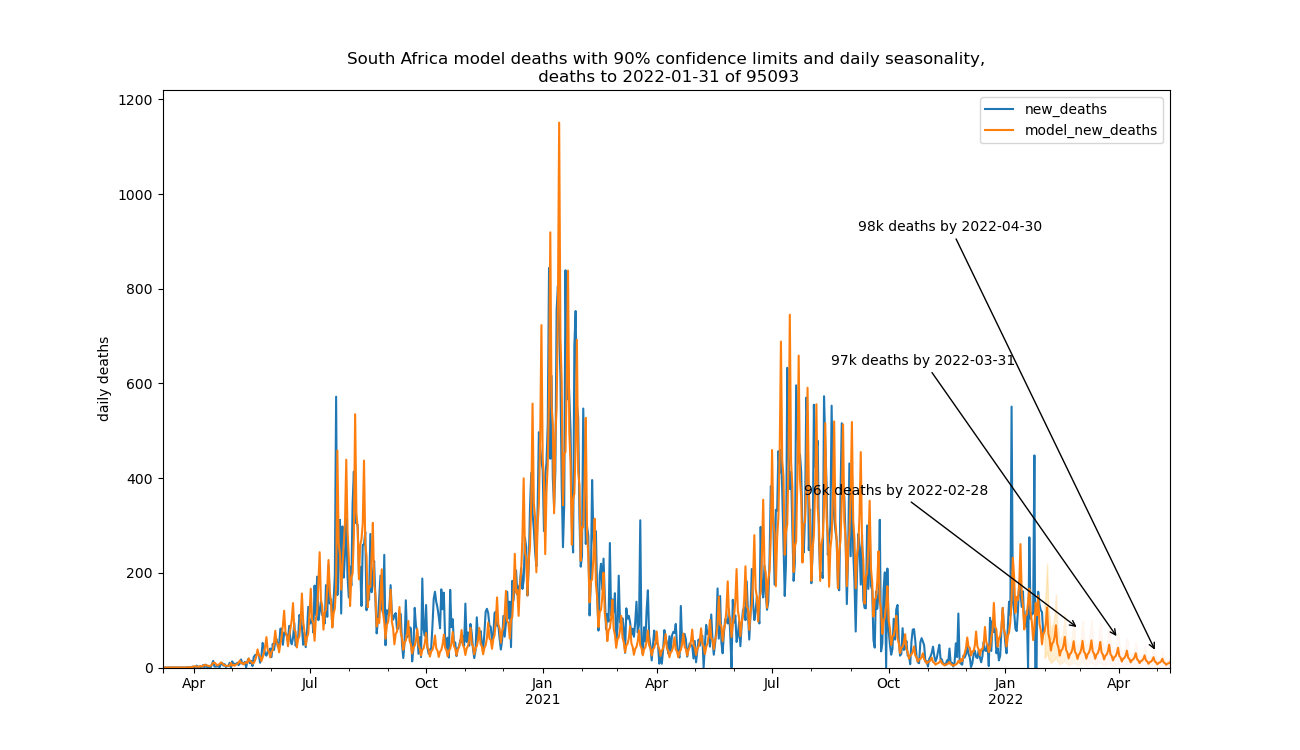 South Africa model deaths with 90% confidence limits and daily seasonality,
deaths to 2022-01-31 of 95093
1200
1000
800
600
400
200
0
daily deaths
new_deaths
model_new_deaths
98k deaths by 2022-04-30
97k deaths by 2022-03-31
96k deaths by 2022-02-28
Apr
Jul
Oct
Jan
2021
Apr
Jul
Oct
Jan
2022
Apr